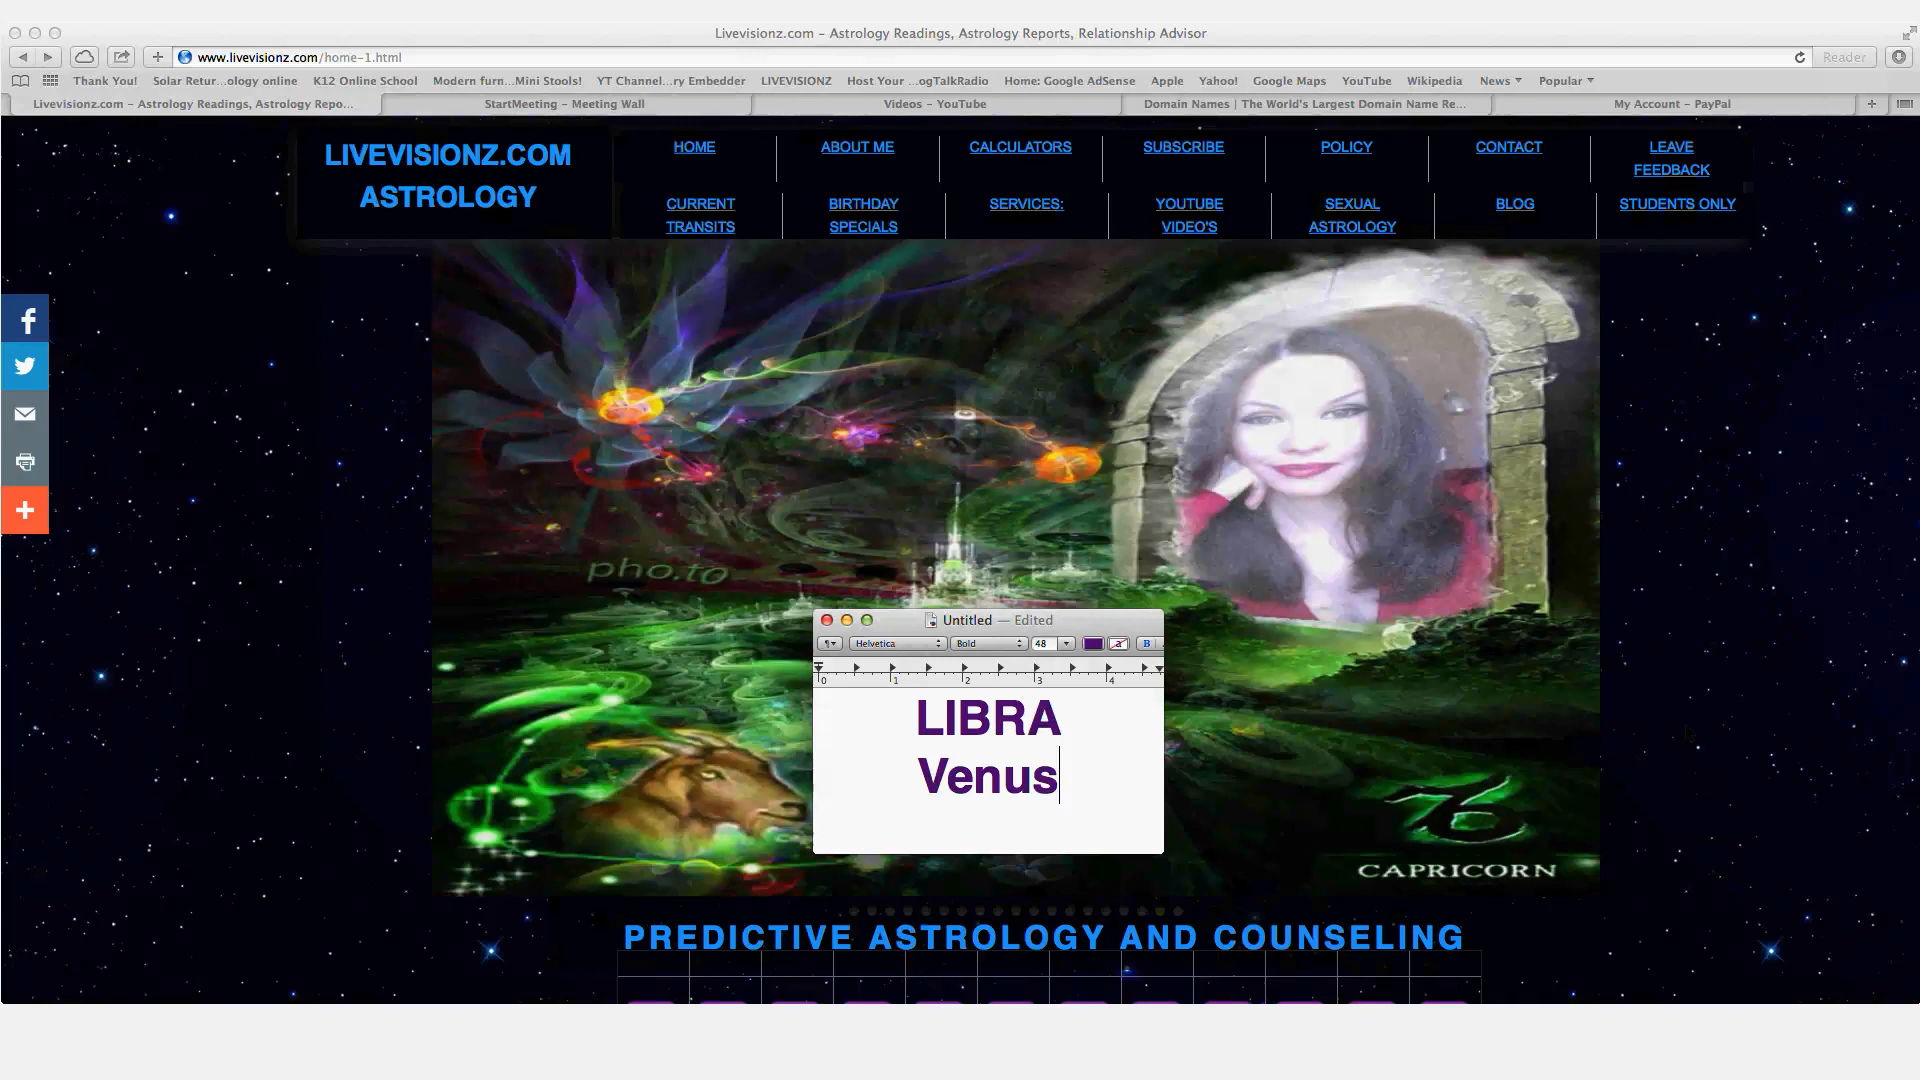 Livevisionz.com – Astrology Readings, Astrology Reports, Relationship Advisor
www.livevisionz.com/home-1.html
Reader
Thank You! Solar Retur...ology online K12 Online School Modern furn...Mini Stools! YT Channel...ry Embedder LIVEVISIONZ Host Your ...ogTalkRadio Home: Google AdSense Apple Yahoo! Google Maps YouTube Wikipedia News Popular
Livevisionz.com – Astrology Readings, Astrology Repo... StartMeeting – Meeting Wall Videos – YouTube Domain Names | The World's Largest Domain Name Re... My Account – PayPal
LIVEVISIONZ.COM
ASTROLOGY
HOME ABOUT ME CALCULATORS SUBSCRIBE POLICY CONTACT LEAVE
FEEDBACK
CURRENT BIRTHDAY SERVICES: YOUTUBE SEXUAL BLOG STUDENTS ONLY
TRANSITS SPECIALS VIDEO'S ASTROLOGY
pho.to
Untitled — Edited
Helvetica Bold 48 a B
0 1 2 3 4
LIBRA
Venus
CAPRICORN
PREDICTIVE ASTROLOGY AND COUNSELING